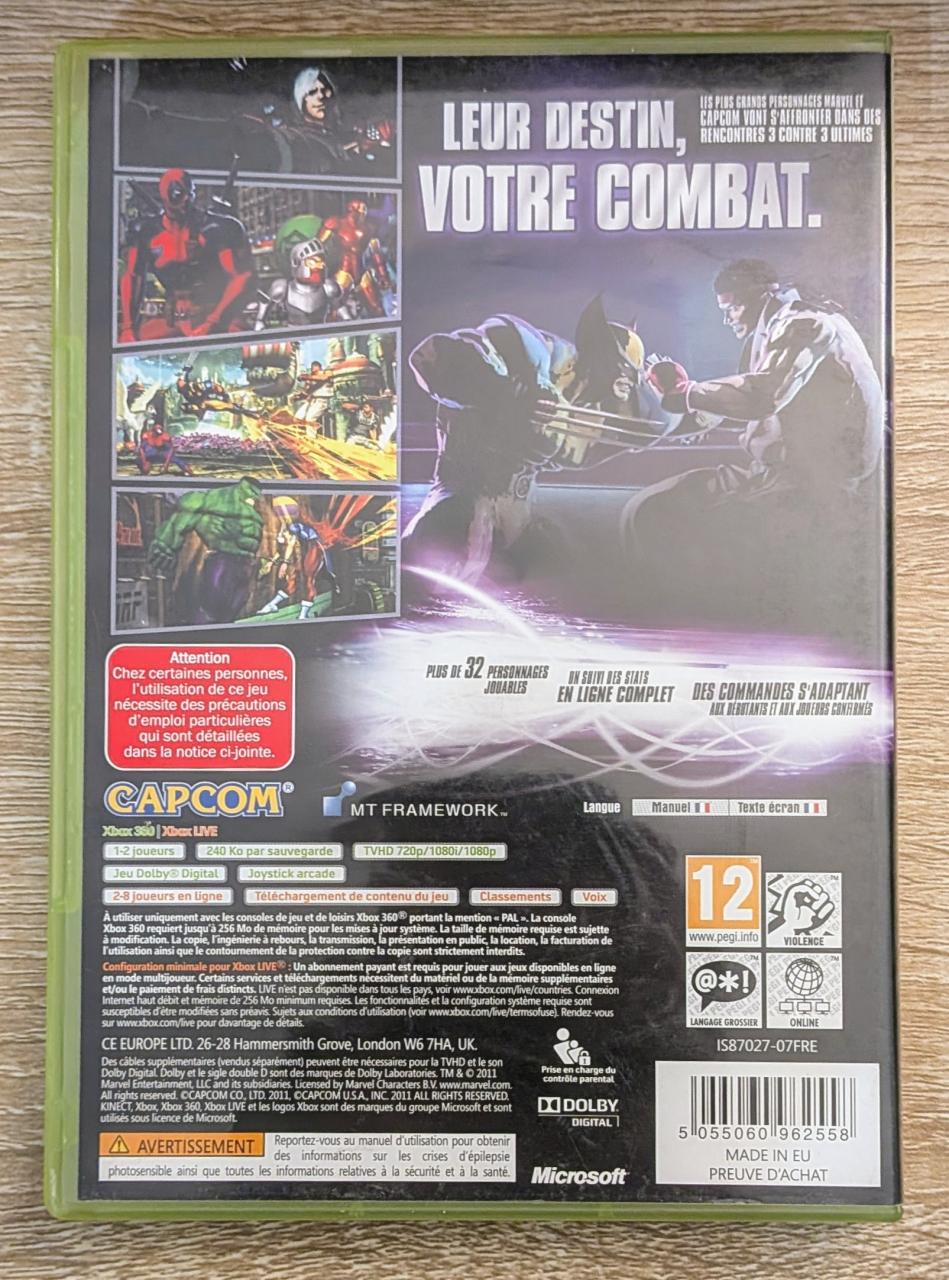 LEUR DESTIN,
VOTRE COMBAT.
LES PLUS GRANDS PERSONNAGES MARVEL ET
CAPCOM VONT S'AFFRONTER DANS DES
RENCONTRES 3 CONTRE 3 ULTIMES
PLUS DE 32 PERSONNAGES
JOUABLES
UN SUIVI DES STATS
EN LIGNE COMPLET
DES COMMANDES S'ADAPTANT
AUX DÉBUTANTS ET AUX JOUEURS CONFIRMÉS
Attention
Chez certaines personnes,
l'utilisation de ce jeu
nécessite des précautions
d'emploi particulières
qui sont détaillées
dans la notice ci-jointe.
CAPCOM®
MT FRAMEWORK™
Langue Manuel Texte écran
Xbox 360 | Xbox LIVE
1-2 joueurs 240 Ko par sauvegarde TVHD 720p/1080i/1080p
Jeu Dolby® Digital Joystick arcade
2-8 joueurs en ligne Téléchargement de contenu du jeu Classements Voix
À utiliser uniquement avec les consoles de jeu et de loisirs Xbox 360® portant la mention « PAL ». La console
Xbox 360 requiert jusqu'à 256 Mo de mémoire pour les mises à jour système. La taille de mémoire requise est sujette
à modification. La copie, l'ingénierie à rebours, la transmission, la présentation en public, la location, la facturation de
l'utilisation ainsi que le contournement de la protection contre la copie sont strictement interdits.
Configuration minimale pour Xbox LIVE® : Un abonnement payant est requis pour jouer aux jeux disponibles en ligne
en mode multijoueur. Certains services et téléchargements nécessitent du matériel ou de la mémoire supplémentaires
et/ou le paiement de frais distincts. LIVE n'est pas disponible dans tous les pays, voir www.xbox.com/live/countries. Connexion
Internet haut débit et mémoire de 256 Mo minimum requises. Les fonctionnalités et la configuration système requise sont
susceptibles d'être modifiées sans préavis. Sujets aux conditions d'utilisation (voir www.xbox.com/live/termsofuse). Rendez-vous
sur www.xbox.com/live pour davantage de détails.
CE EUROPE LTD. 26-28 Hammersmith Grove, London W6 7HA, UK.
Des câbles supplémentaires (vendus séparément) peuvent être nécessaires pour la TVHD et le son
Dolby Digital. Dolby et le sigle double D sont des marques de Dolby Laboratories. TM & © 2011
Marvel Entertainment, LLC and its subsidiaries. Licensed by Marvel Characters B.V. www.marvel.com.
All rights reserved. ©CAPCOM CO., LTD. 2011, ©CAPCOM U.S.A., INC. 2011 ALL RIGHTS RESERVED.
KINECT, Xbox, Xbox 360, Xbox LIVE et les logos Xbox sont des marques du groupe Microsoft et sont
utilisés sous licence de Microsoft.
AVERTISSEMENT Reportez-vous au manuel d'utilisation pour obtenir
des informations sur les crises d'épilepsie
photosensible ainsi que toutes les informations relatives à la sécurité et à la santé.
12
www.pegi.info
VIOLENCE
@*!
LANGAGE GROSSIER
ONLINE
IS87027-07FRE
Prise en charge du
contrôle parental
DOLBY
DIGITAL
Microsoft
5 055060 962558
MADE IN EU
PREUVE D'ACHAT